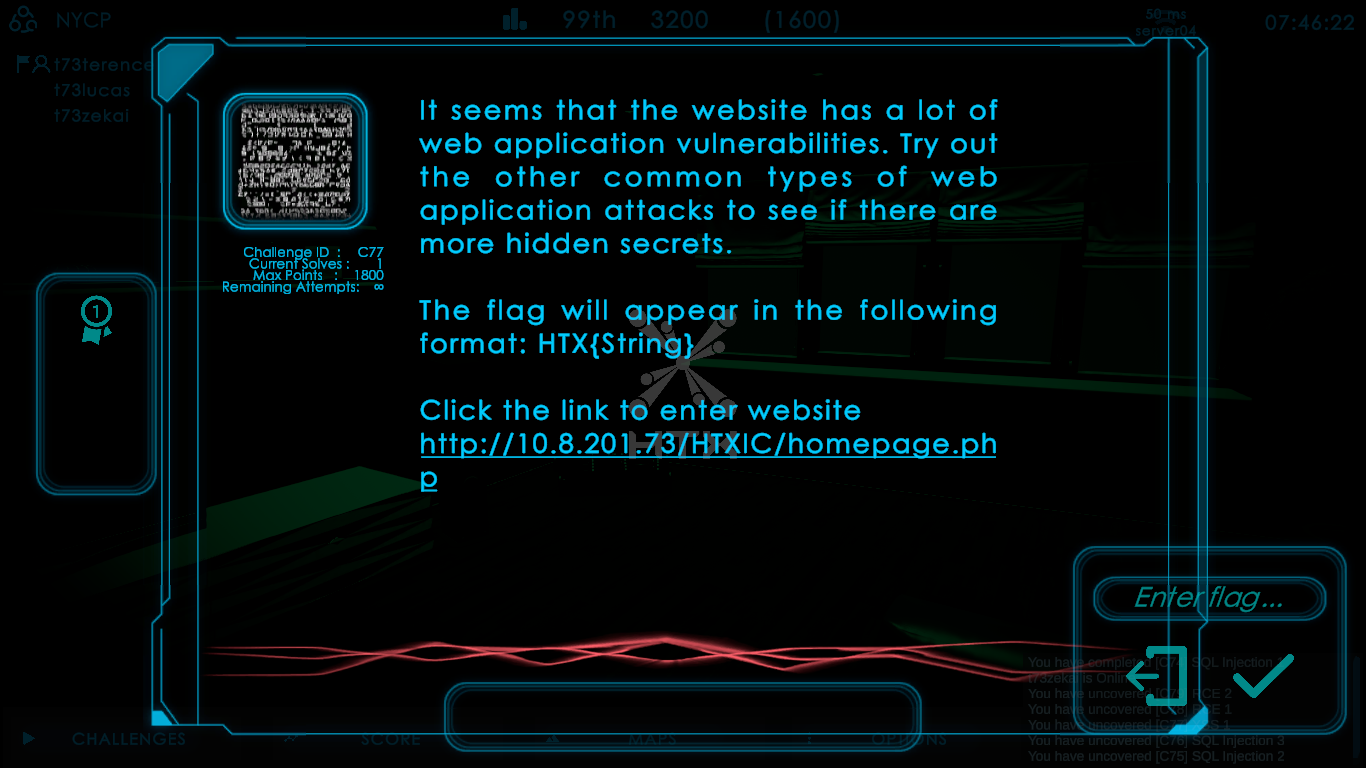 NYCP
99th 3200 (1600)
50 ms
server04
07:46:22
t73terence
t73lucas
t73zekai
It seems that the website has a lot of
web application vulnerabilities. Try out
the other common types of web
application attacks to see if there are
more hidden secrets.
Challenge ID : C77
Current Solves : 1
Max Points : 1800
Remaining Attempts: ∞
1
The flag will appear in the following
format: HTX{String}
Click the link to enter website
http://10.8.201.73/HTXIC/homepage.ph
p
HTX
Enter flag...
You have completed SQL Injection
t73zekai is Online
You have uncovered RCE 2
You have uncovered RCE 1
You have uncovered
You have uncovered [C76] SQL Injection 3
You have uncovered [C75] SQL Injection 2
CHALLENGES SCORE MAPS OPTIONS